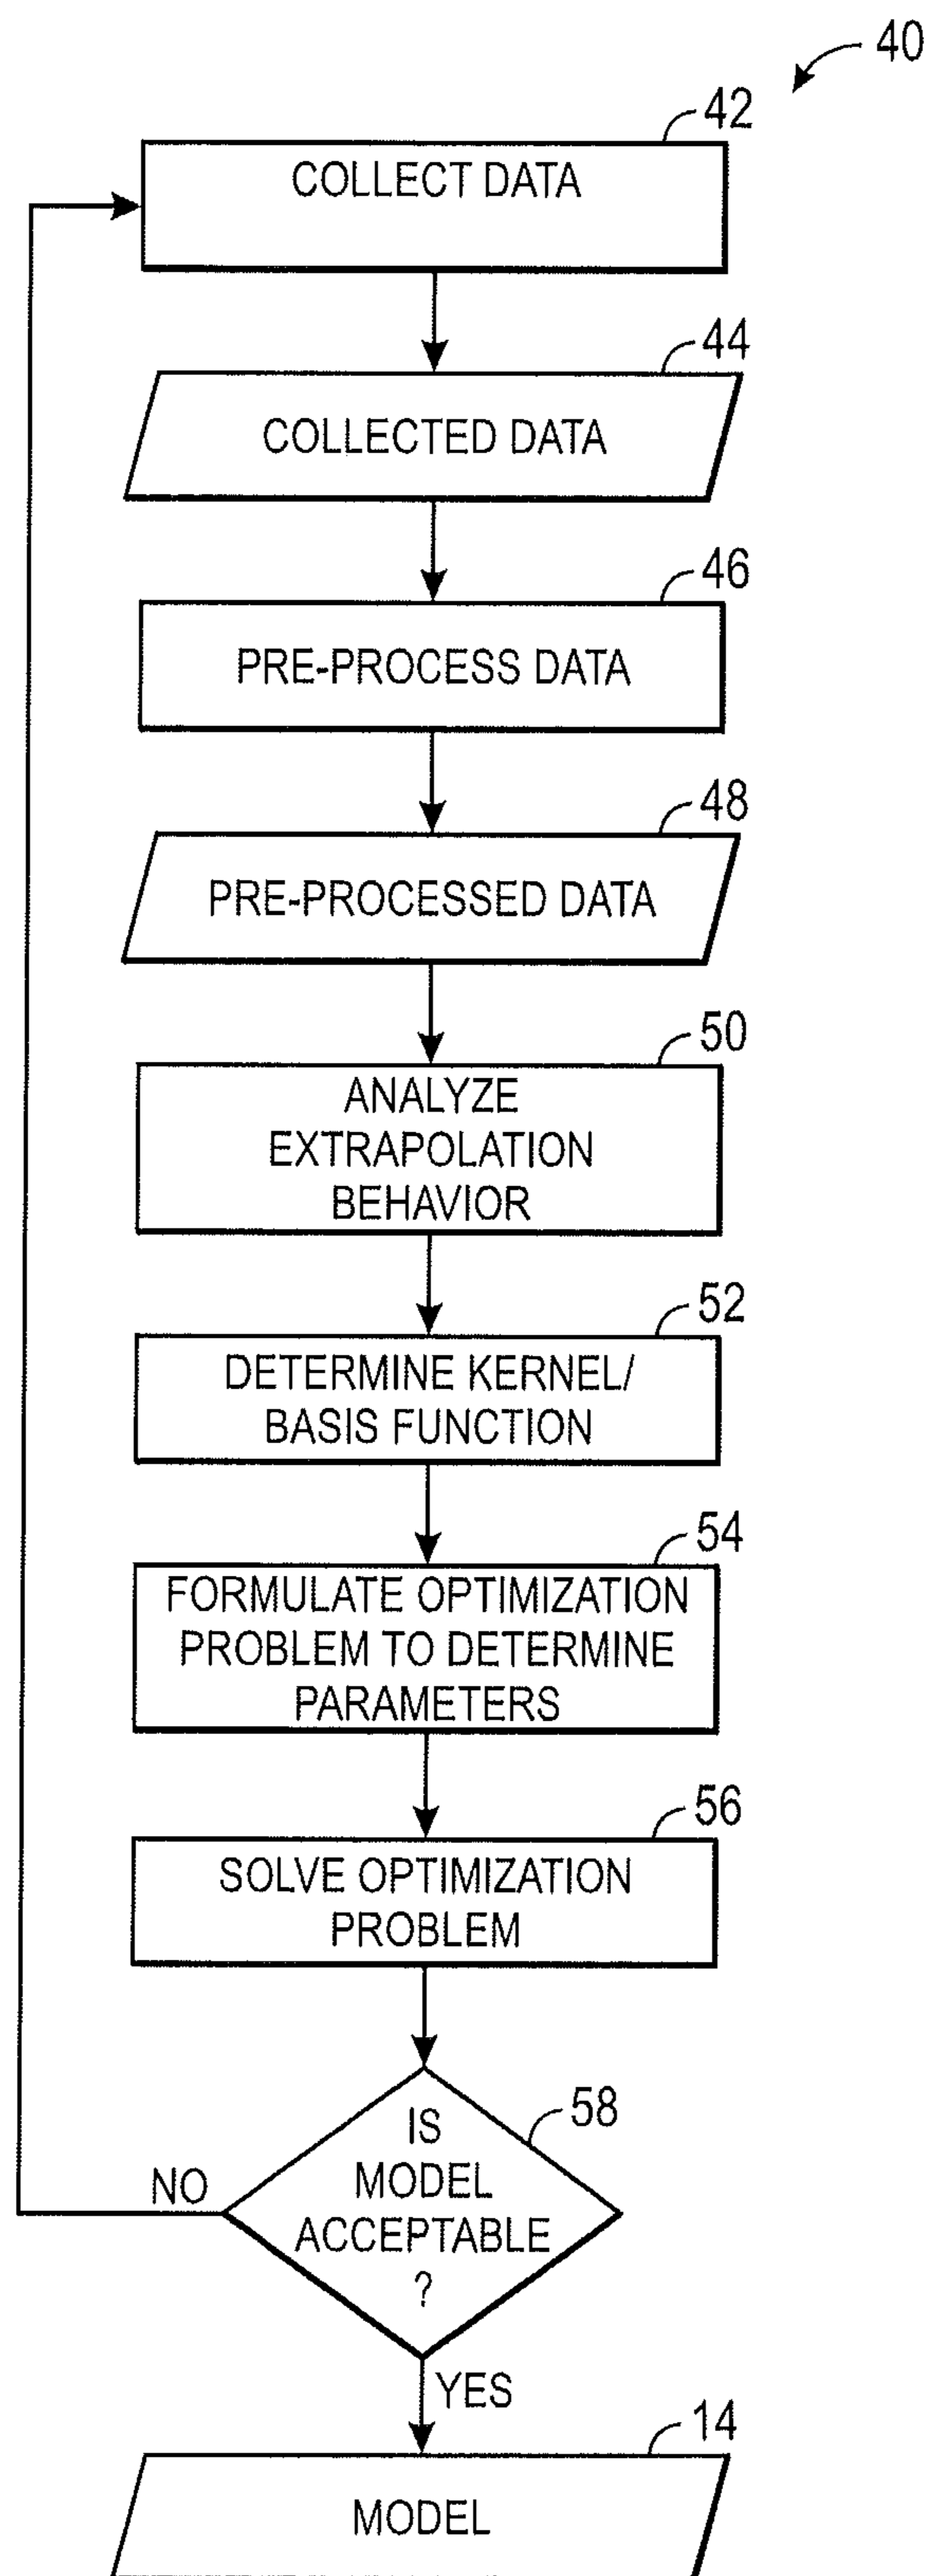 40
42
COLLECT DATA
44
COLLECTED DATA
46
PRE-PROCESS DATA
48
PRE-PROCESSED DATA
50
ANALYZE
EXTRAPOLATION
BEHAVIOR
52
DETERMINE KERNEL/
BASIS FUNCTION
54
FORMULATE OPTIMIZATION
PROBLEM TO DETERMINE
PARAMETERS
56
SOLVE OPTIMIZATION
PROBLEM
58
IS
MODEL
ACCEPTABLE
?
NO
YES
14
MODEL